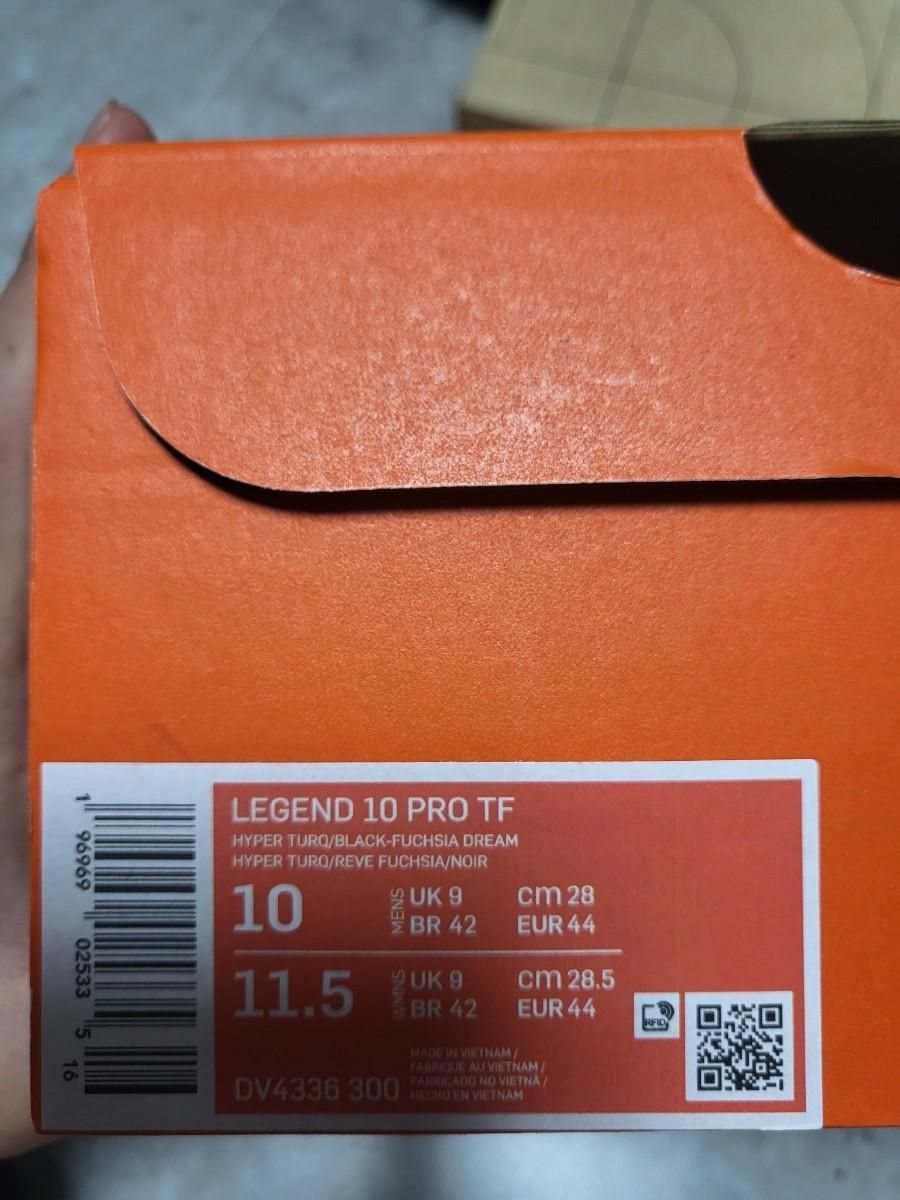 LEGEND 10 PRO TF
HYPER TURQ/BLACK-FUCHSIA DREAM
HYPER TURQ/REVE FUCHSIA/NOIR
10
MENS
UK 9
CM 28
BR 42
EUR 44
11.5
WMNS
UK 9
CM 28.5
BR 42
EUR 44
RFID
DV4336 300
MADE IN VIETNAM /
FABRIQUE AU VIETNAM /
FABRICADO NO VIETNÃ /
HECHO EN VIETNAM
1 96969 02533 5 16